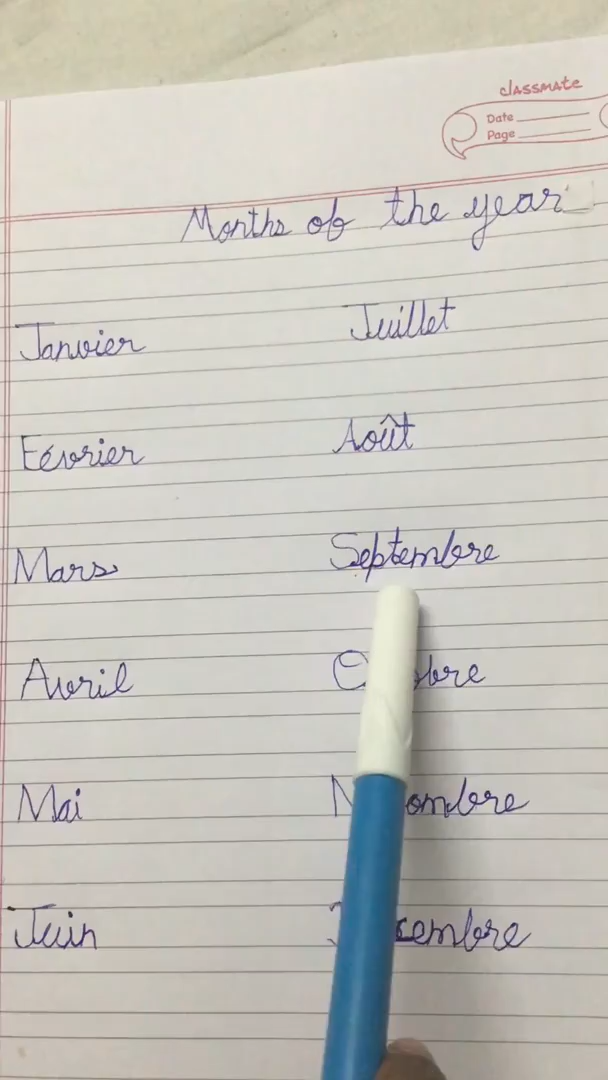 classmate
Date
Page
Months of the year
Janvier
Février
Mars
Avril
Mai
Juin
Juillet
Août
Septembre